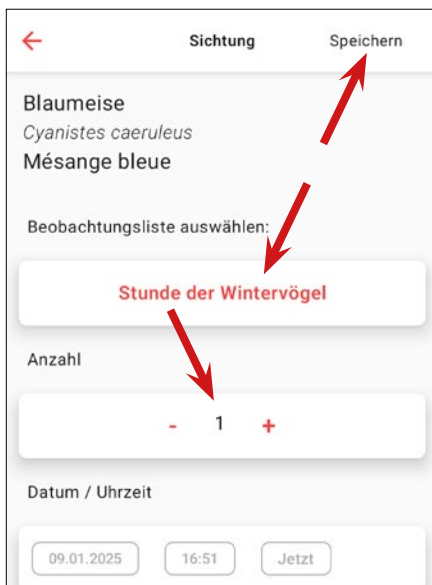 Sichtung Speichern
Blaumeise
Cyanistes caeruleus
Mésange bleue
Beobachtungsliste auswählen:
Stunde der Wintervögel
Anzahl
- 1 +
Datum / Uhrzeit
09.01.2025 16:51 Jetzt